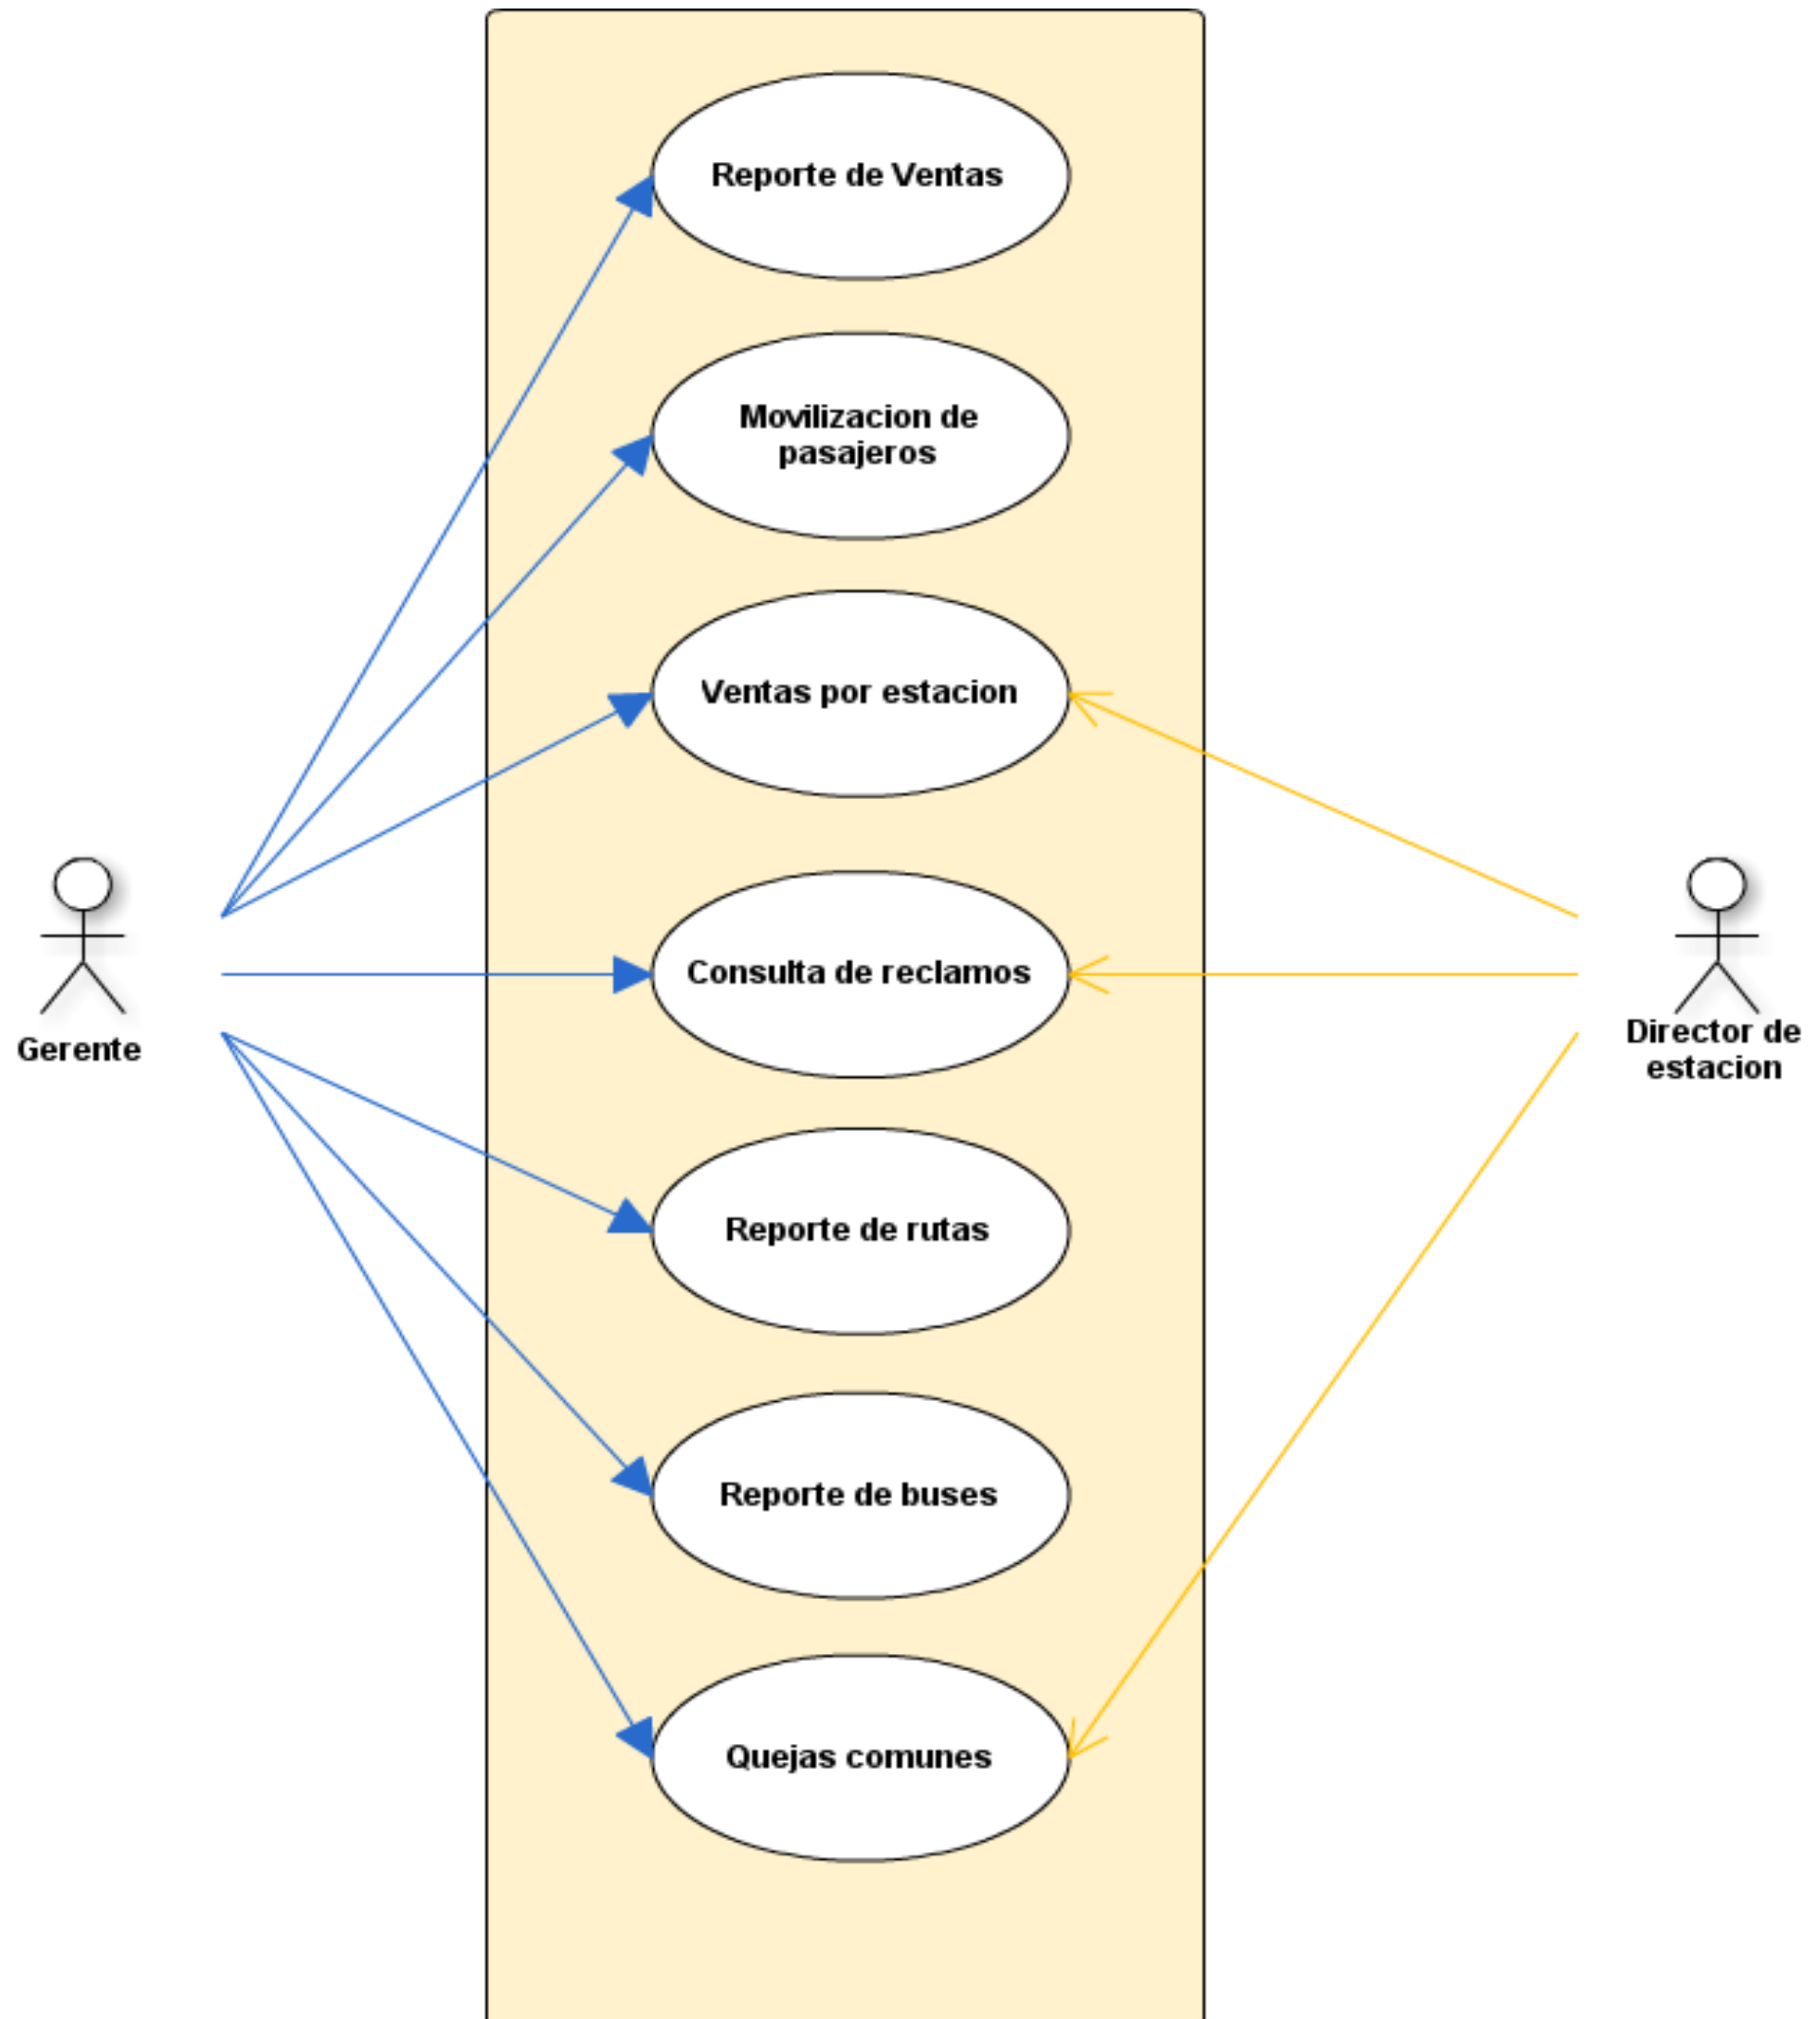 Reporte de Ventas
Movilizacion de
pasajeros
Ventas por estacion
Consulta de reclamos
Gerente
Director de
estacion
Reporte de rutas
Reporte de buses
Quejas comunes